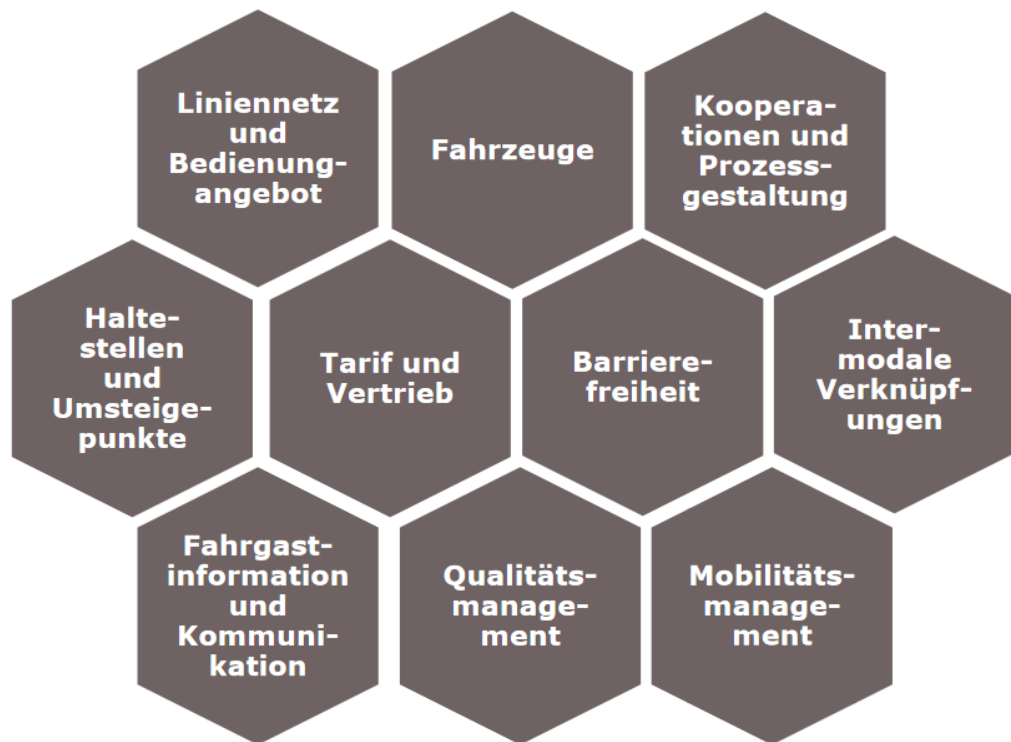 Liniennetz
und
Bedienung-
angebot
Fahrzeuge
Koopera-
tionen und
Prozess-
gestaltung
Halte-
stellen
und
Umsteige-
punkte
Tarif und
Vertrieb
Barriere-
freiheit
Inter-
modale
Verknüpf-
ungen
Fahrgast-
information
und
Kommuni-
kation
Qualitäts-
manage-
ment
Mobilitäts-
manage-
ment